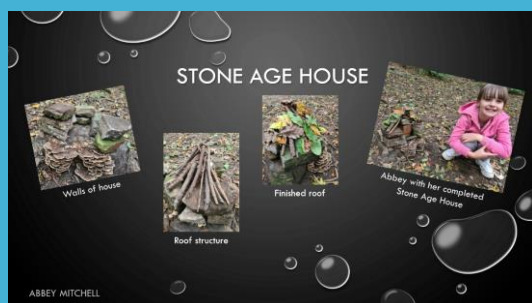 STONE AGE HOUSE
Walls of house
Roof structure
Finished roof
Abbey with her completed
Stone Age House
ABBEY MITCHELL